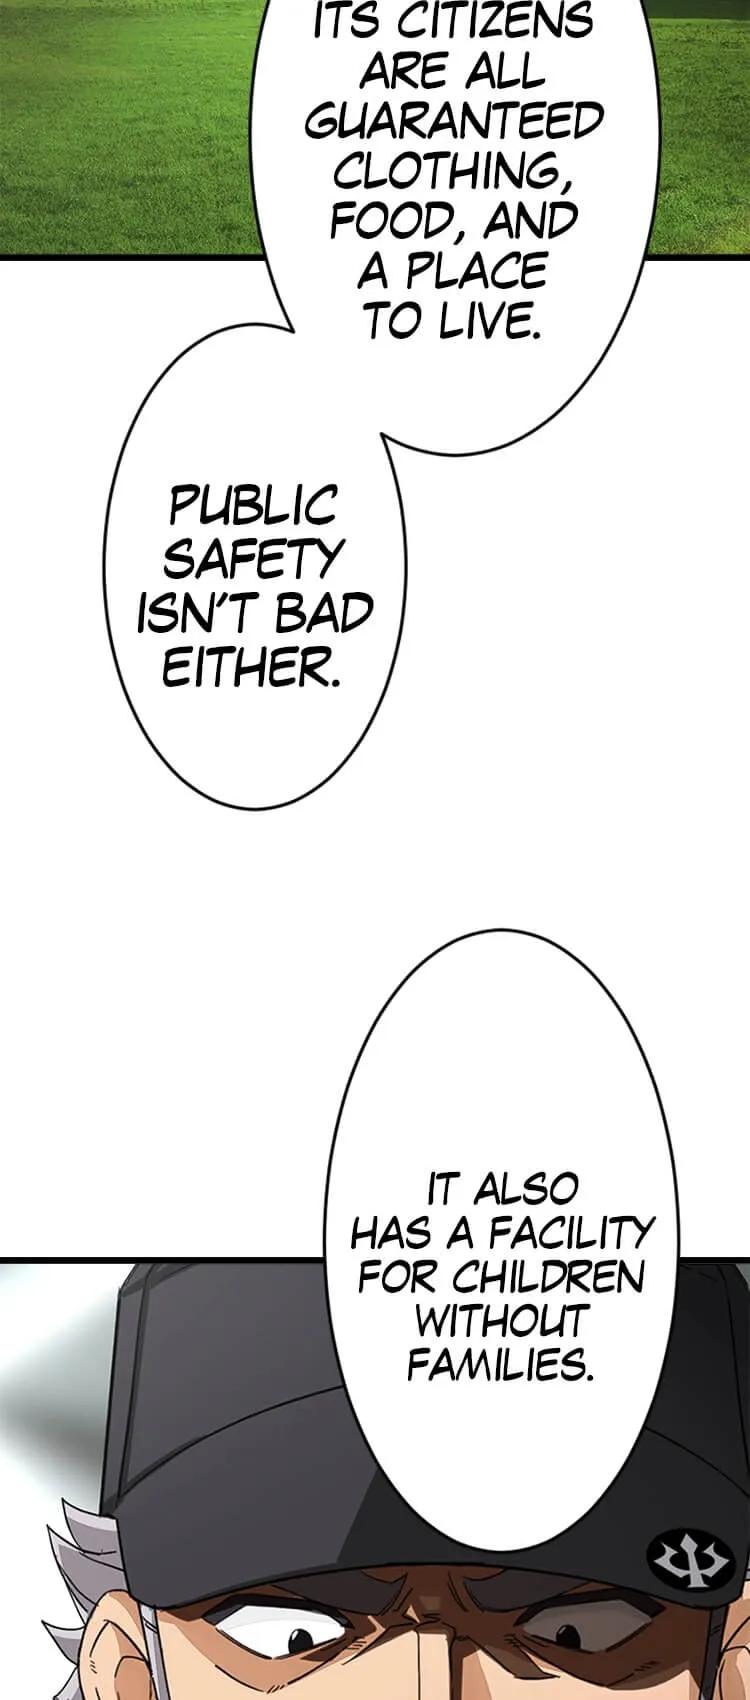 ITS CITIZENS
ARE ALL
GUARANTEED
CLOTHING,
FOOD, AND
A PLACE
TO LIVE.
PUBLIC
SAFETY
ISN'T BAD
EITHER.
IT ALSO
HAS A FACILITY
FOR CHILDREN
WITHOUT
FAMILIES.